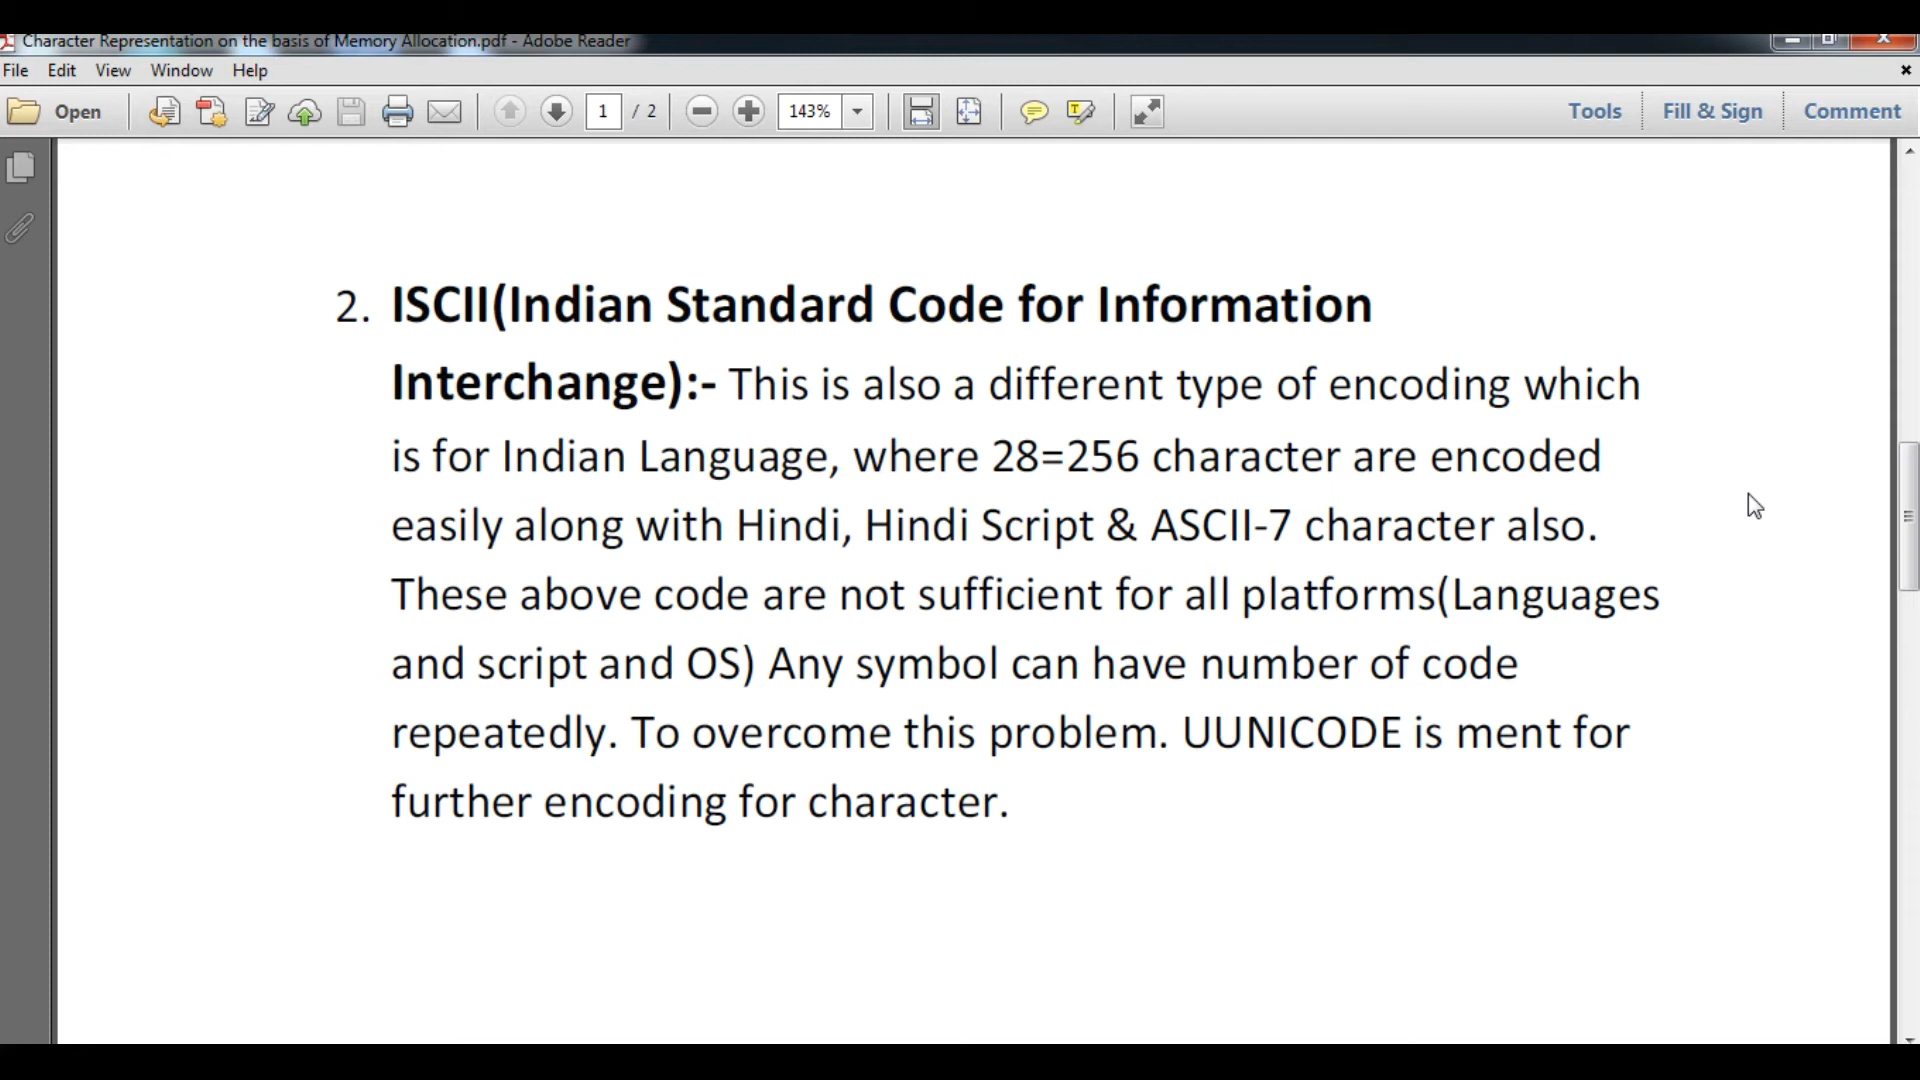 Character Representation on the basis of Memory Allocation.pdf - Adobe Reader
File Edit View Window Help
Open 1 / 2 143% Tools Fill & Sign Comment
2. ISCII(Indian Standard Code for Information
Interchange):- This is also a different type of encoding which
is for Indian Language, where 28=256 character are encoded
easily along with Hindi, Hindi Script & ASCII-7 character also.
These above code are not sufficient for all platforms(Languages
and script and OS) Any symbol can have number of code
repeatedly. To overcome this problem. UUNICODE is ment for
further encoding for character.